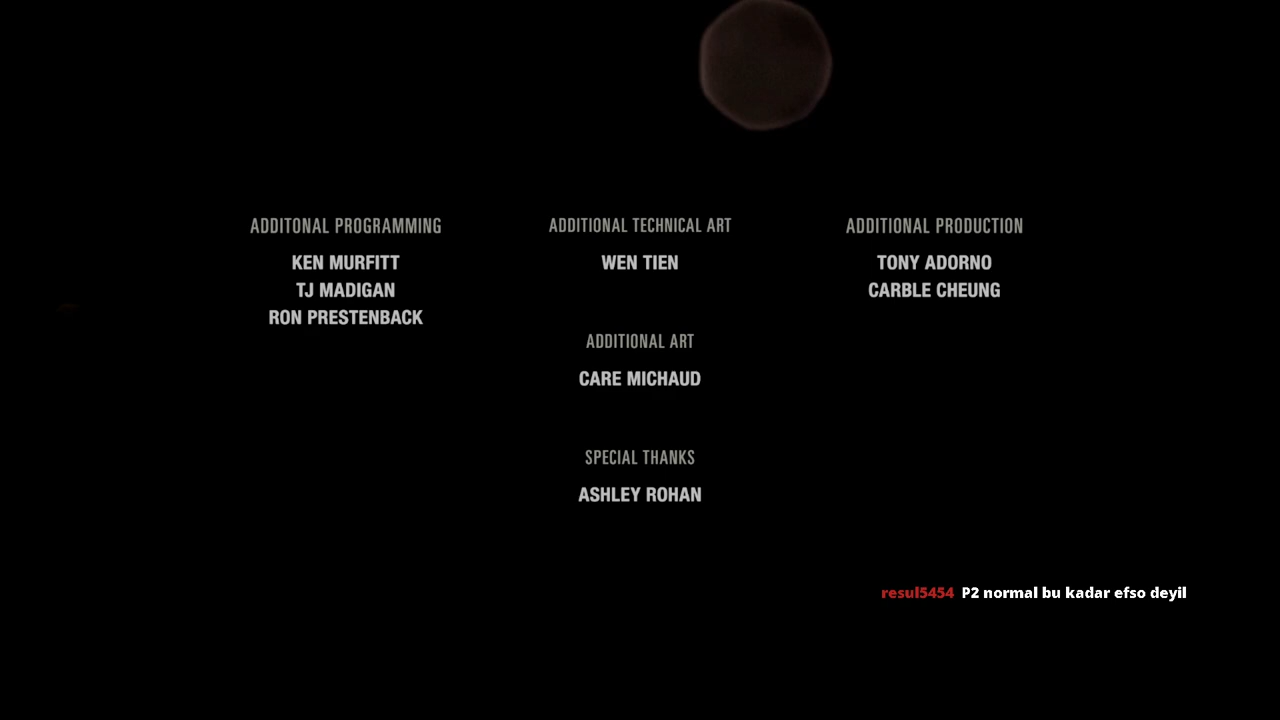 ADDITONAL PROGRAMMING
KEN MURFITT
TJ MADIGAN
RON PRESTENBACK
ADDITIONAL TECHNICAL ART
WEN TIEN
ADDITIONAL ART
CARE MICHAUD
SPECIAL THANKS
ASHLEY ROHAN
ADDITIONAL PRODUCTION
TONY ADORNO
CARBLE CHEUNG
resul5454 P2 normal bu kadar efso deyil